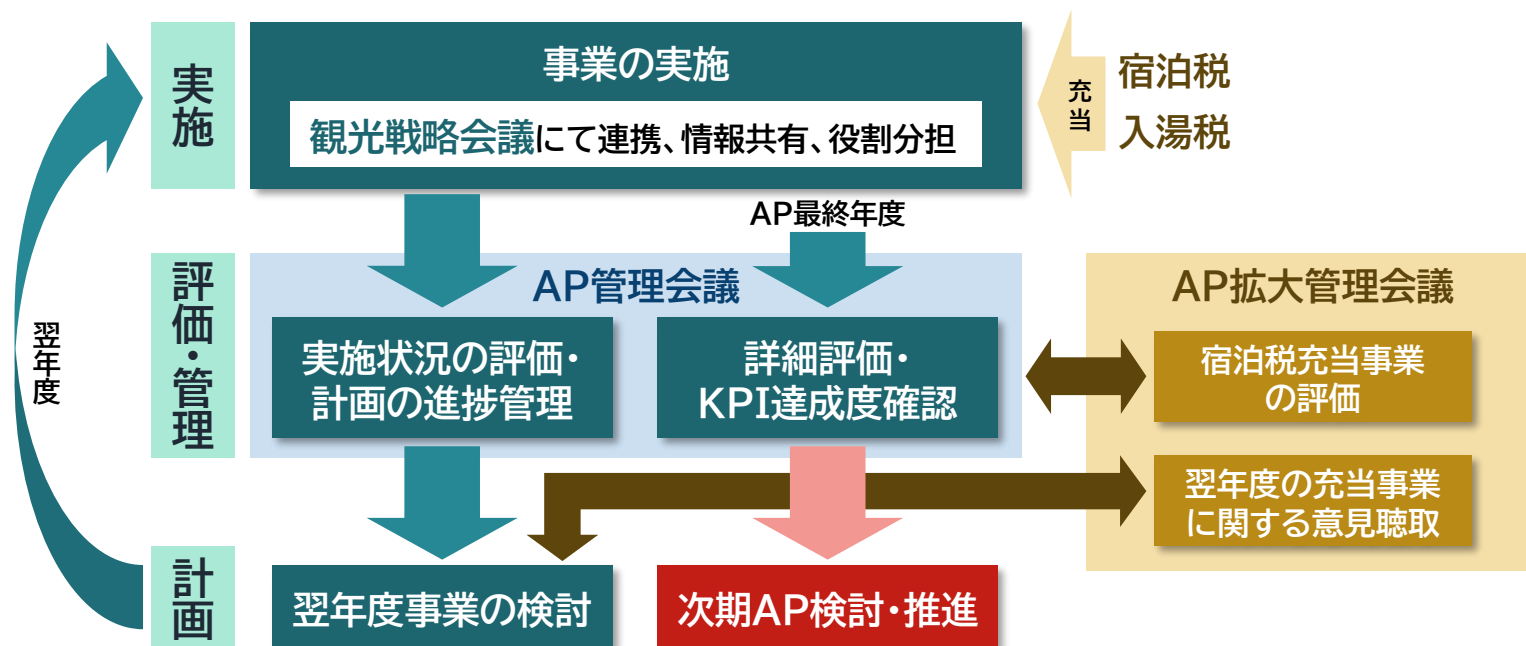 実施
事業の実施
観光戦略会議にて連携、情報共有、役割分担
充当
宿泊税
入湯税
AP最終年度
評価・管理
AP管理会議
実施状況の評価・
計画の進捗管理
詳細評価・
KPI達成度確認
AP拡大管理会議
宿泊税充当事業
の評価
翌年度の充当事業
に関する意見聴取
翌年度
計画
翌年度事業の検討
次期AP検討・推進